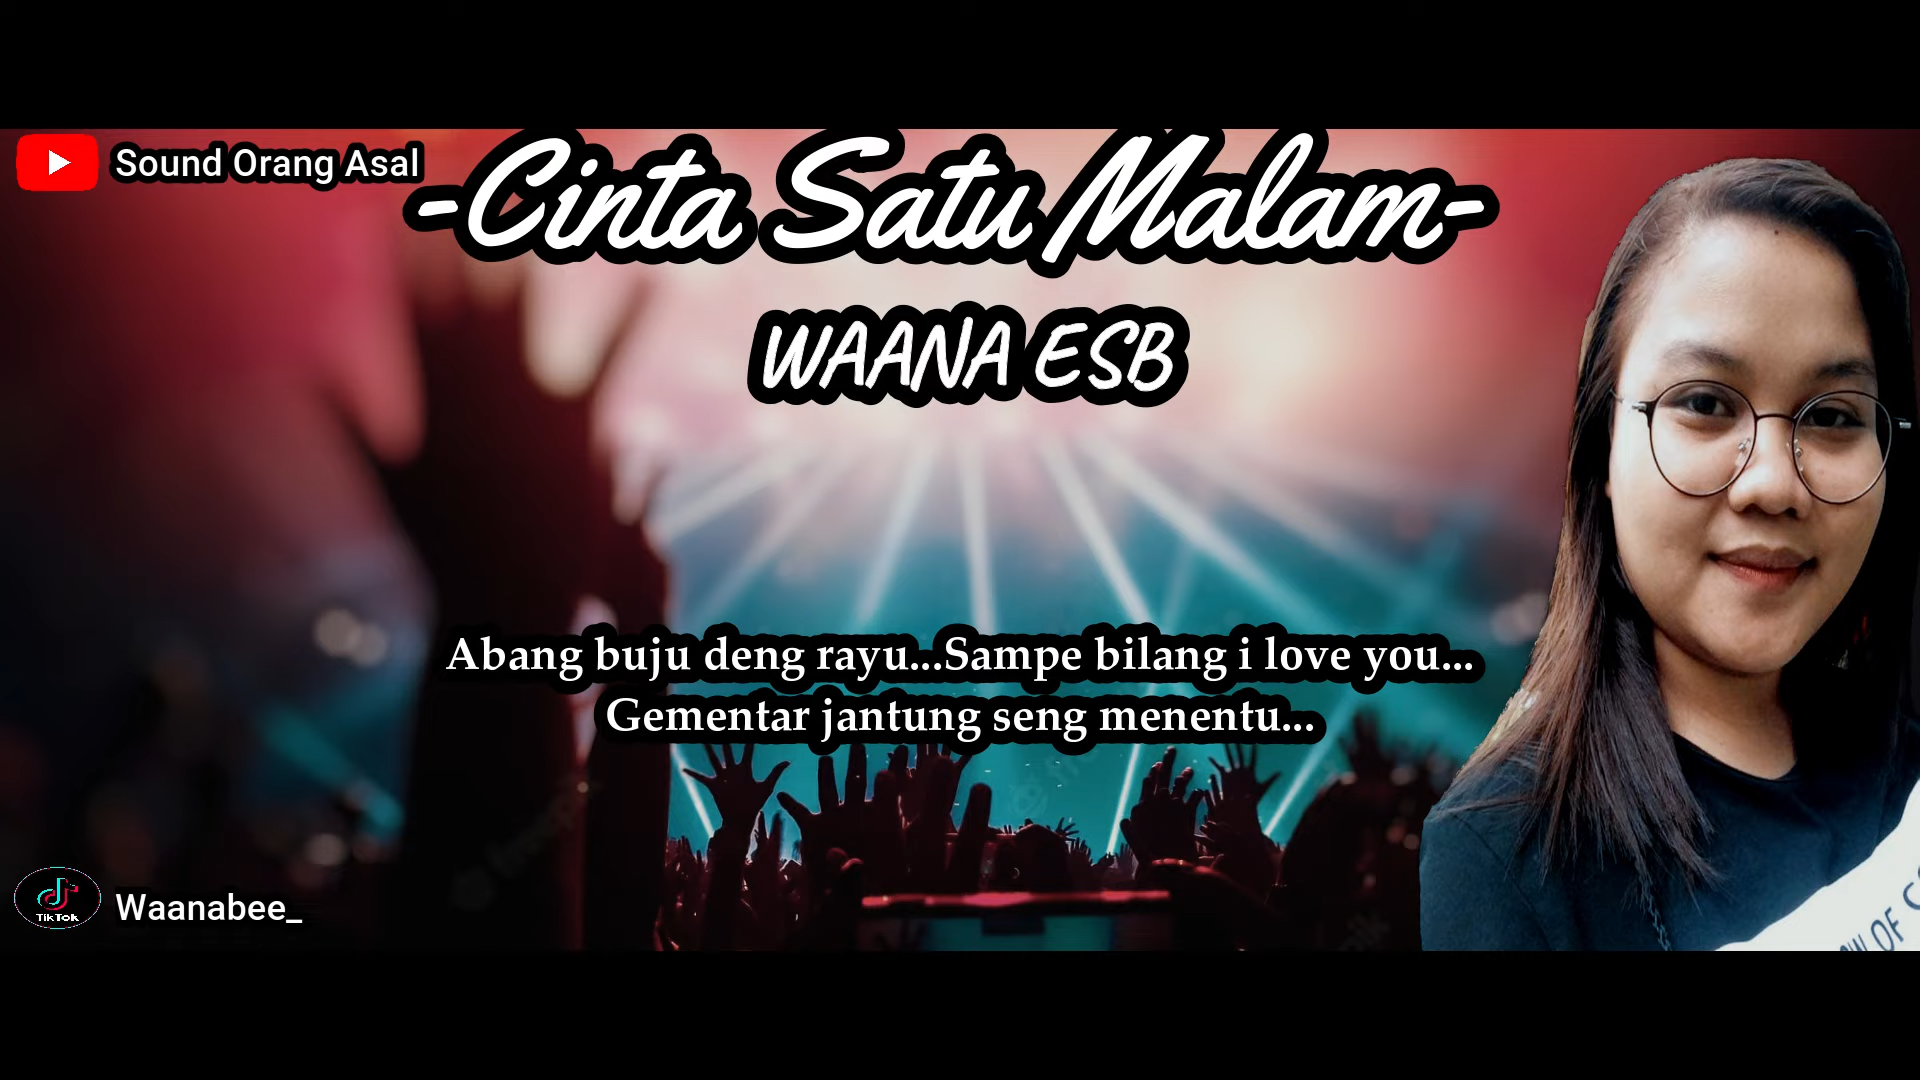 Sound Orang Asal
-Cinta Satu Malam-
WAANA ESB
Abang buju deng rayu...Sampe bilang i love you...
Gementar jantung seng menentu...
TikTok
Waanabee_
OF